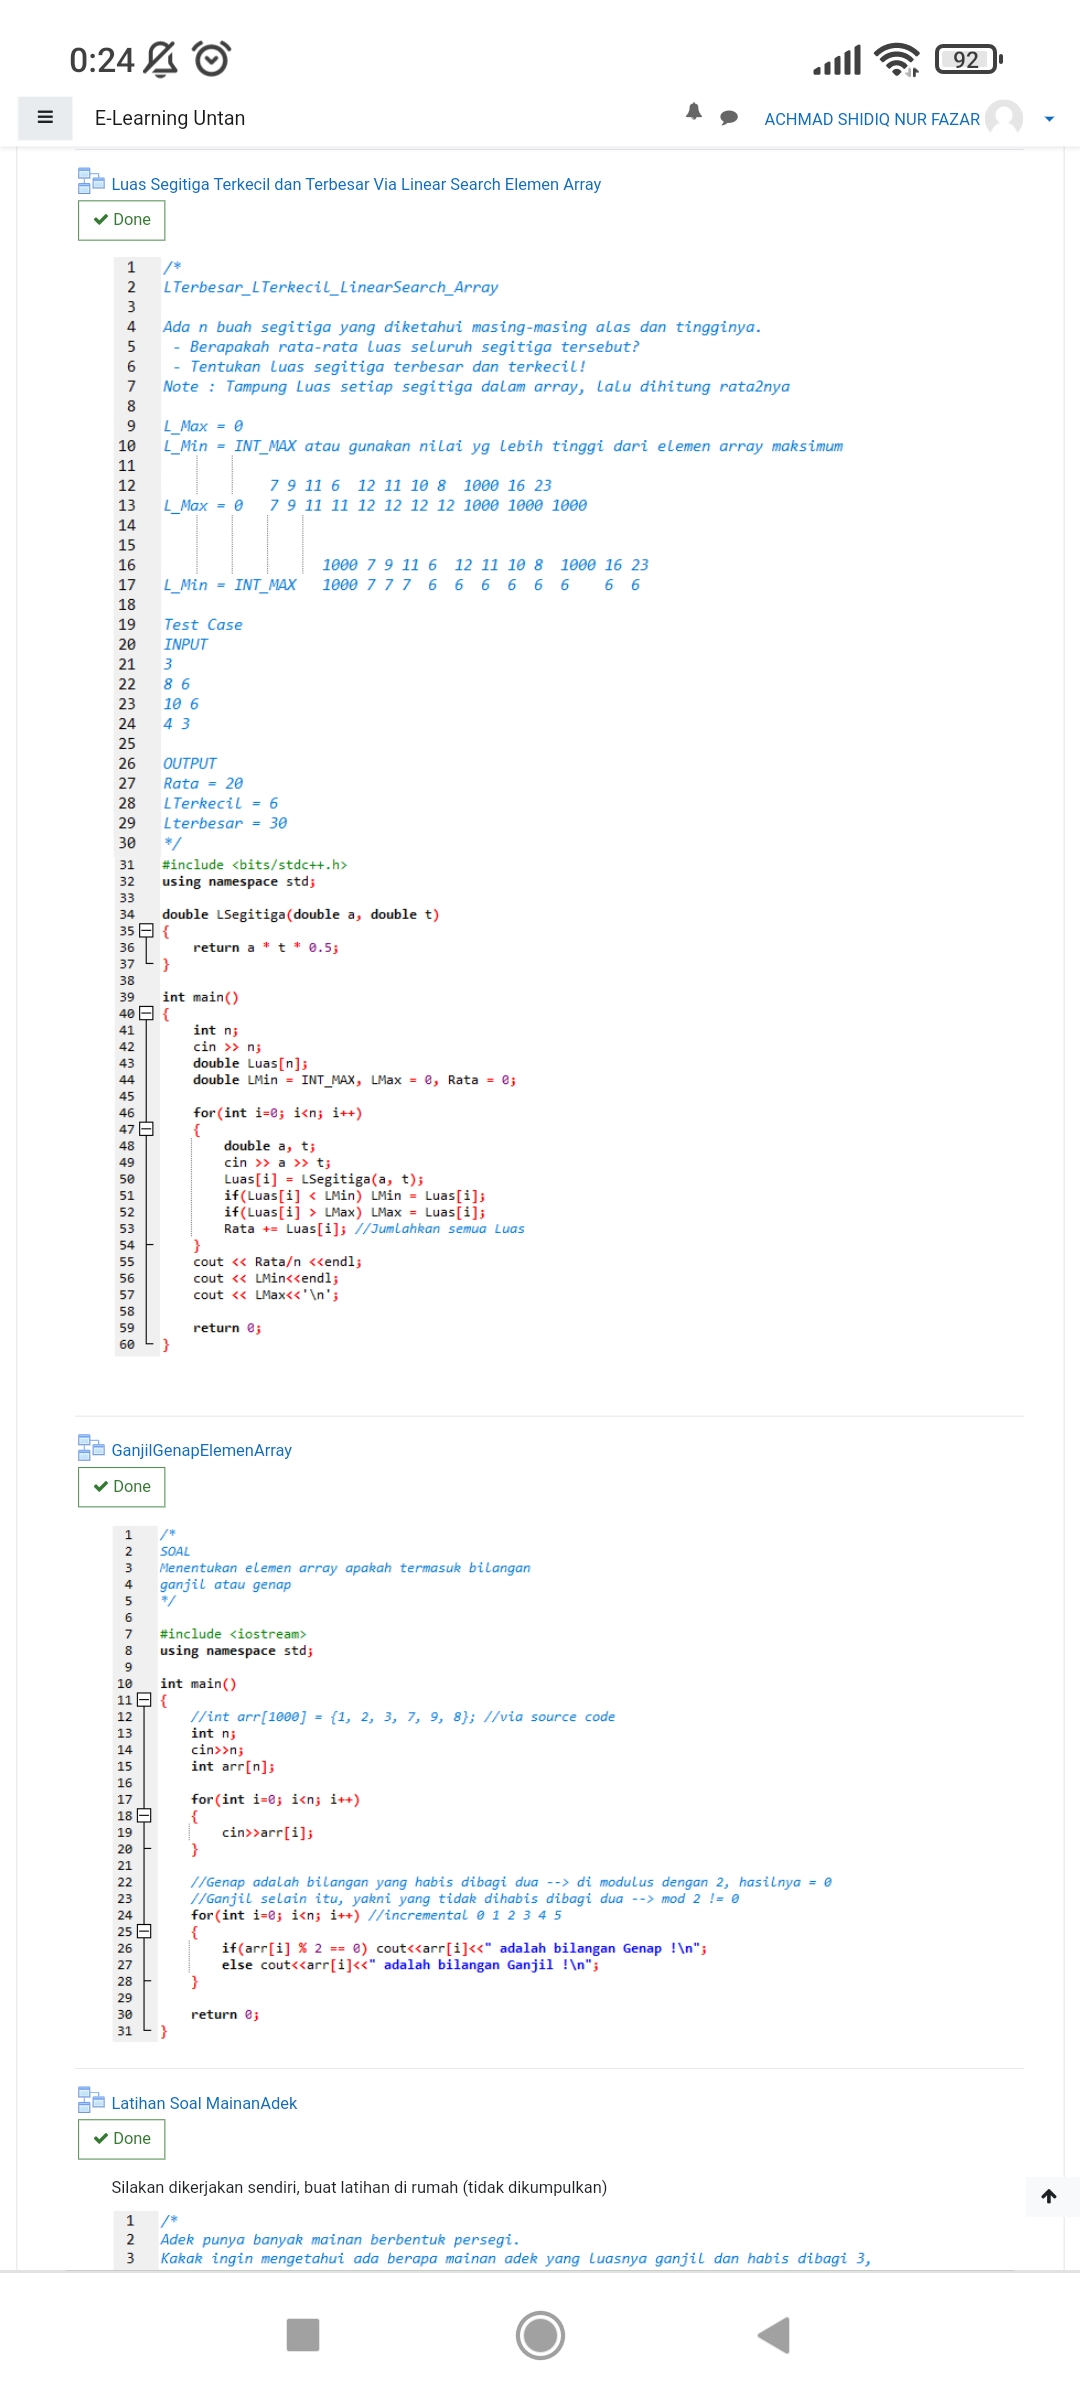 0:24
92
E-Learning Untan
ACHMAD SHIDIQ NUR FAZAR
Luas Segitiga Terkecil dan Terbesar Via Linear Search Elemen Array
Done
1 /*
2 LTerbesar_LTerkecil_LinearSearch_Array
3
4 Ada n buah segitiga yang diketahui masing-masing alas dan tingginya.
5 - Berapakah rata-rata luas seluruh segitiga tersebut?
6 - Tentukan luas segitiga terbesar dan terkecil!
7 Note : Tampung Luas setiap segitiga dalam array, lalu dihitung rata2nya
8
9 L_Max = 0
10 L_Min = INT_MAX atau gunakan nilai yg lebih tinggi dari elemen array maksimum
11
12 7 9 11 6 12 11 10 8 1000 16 23
13 L_Max = 0 7 9 11 11 12 12 12 12 1000 1000 1000
14
15
16 1000 7 9 11 6 12 11 10 8 1000 16 23
17 L_Min = INT_MAX 1000 7 7 7 6 6 6 6 6 6 6 6
18
19 Test Case
20 INPUT
21 3
22 8 6
23 10 6
24 4 3
25
26 OUTPUT
27 Rata = 20
28 LTerkecil = 6
29 Lterbesar = 30
30 */
31 #include <bits/stdc++.h>
32 using namespace std;
33
34 double LSegitiga(double a, double t)
35 {
36 return a * t * 0.5;
37 }
38
39 int main()
40 {
41 int n;
42 cin >> n;
43 double Luas[n];
44 double LMin = INT_MAX, LMax = 0, Rata = 0;
45
46 for(int i=0; i<n; i++)
47 {
48 double a, t;
49 cin >> a >> t;
50 Luas[i] = LSegitiga(a, t);
51 if(Luas[i] < LMin) LMin = Luas[i];
52 if(Luas[i] > LMax) LMax = Luas[i];
53 Rata += Luas[i]; //Jumlahkan semua Luas
54 }
55 cout << Rata/n <<endl;
56 cout << LMin<<endl;
57 cout << LMax<<'\n';
58
59 return 0;
60 }
GanjilGenapElemenArray
Done
1 /*
2 SOAL
3 Menentukan elemen array apakah termasuk bilangan
4 ganjil atau genap
5 */
6
7 #include <iostream>
8 using namespace std;
9
10 int main()
11 {
12 //int arr[1000] = {1, 2, 3, 7, 9, 8}; //via source code
13 int n;
14 cin>>n;
15 int arr[n];
16
17 for(int i=0; i<n; i++)
18 {
19 cin>>arr[i];
20 }
21
22 //Genap adalah bilangan yang habis dibagi dua --> di modulus dengan 2, hasilnya = 0
23 //Ganjil selain itu, yakni yang tidak dihabis dibagi dua --> mod 2 != 0
24 for(int i=0; i<n; i++) //incremental 0 1 2 3 4 5
25 {
26 if(arr[i] % 2 == 0) cout<<arr[i]<<" adalah bilangan Genap !\n";
27 else cout<<arr[i]<<" adalah bilangan Ganjil !\n";
28 }
29
30 return 0;
31 }
Latihan Soal MainanAdek
Done
Silakan dikerjakan sendiri, buat latihan di rumah (tidak dikumpulkan)
1 /*
2 Adek punya banyak mainan berbentuk persegi.
3 Kakak ingin mengetahui ada berapa mainan adek yang luasnya ganjil dan habis dibagi 3,